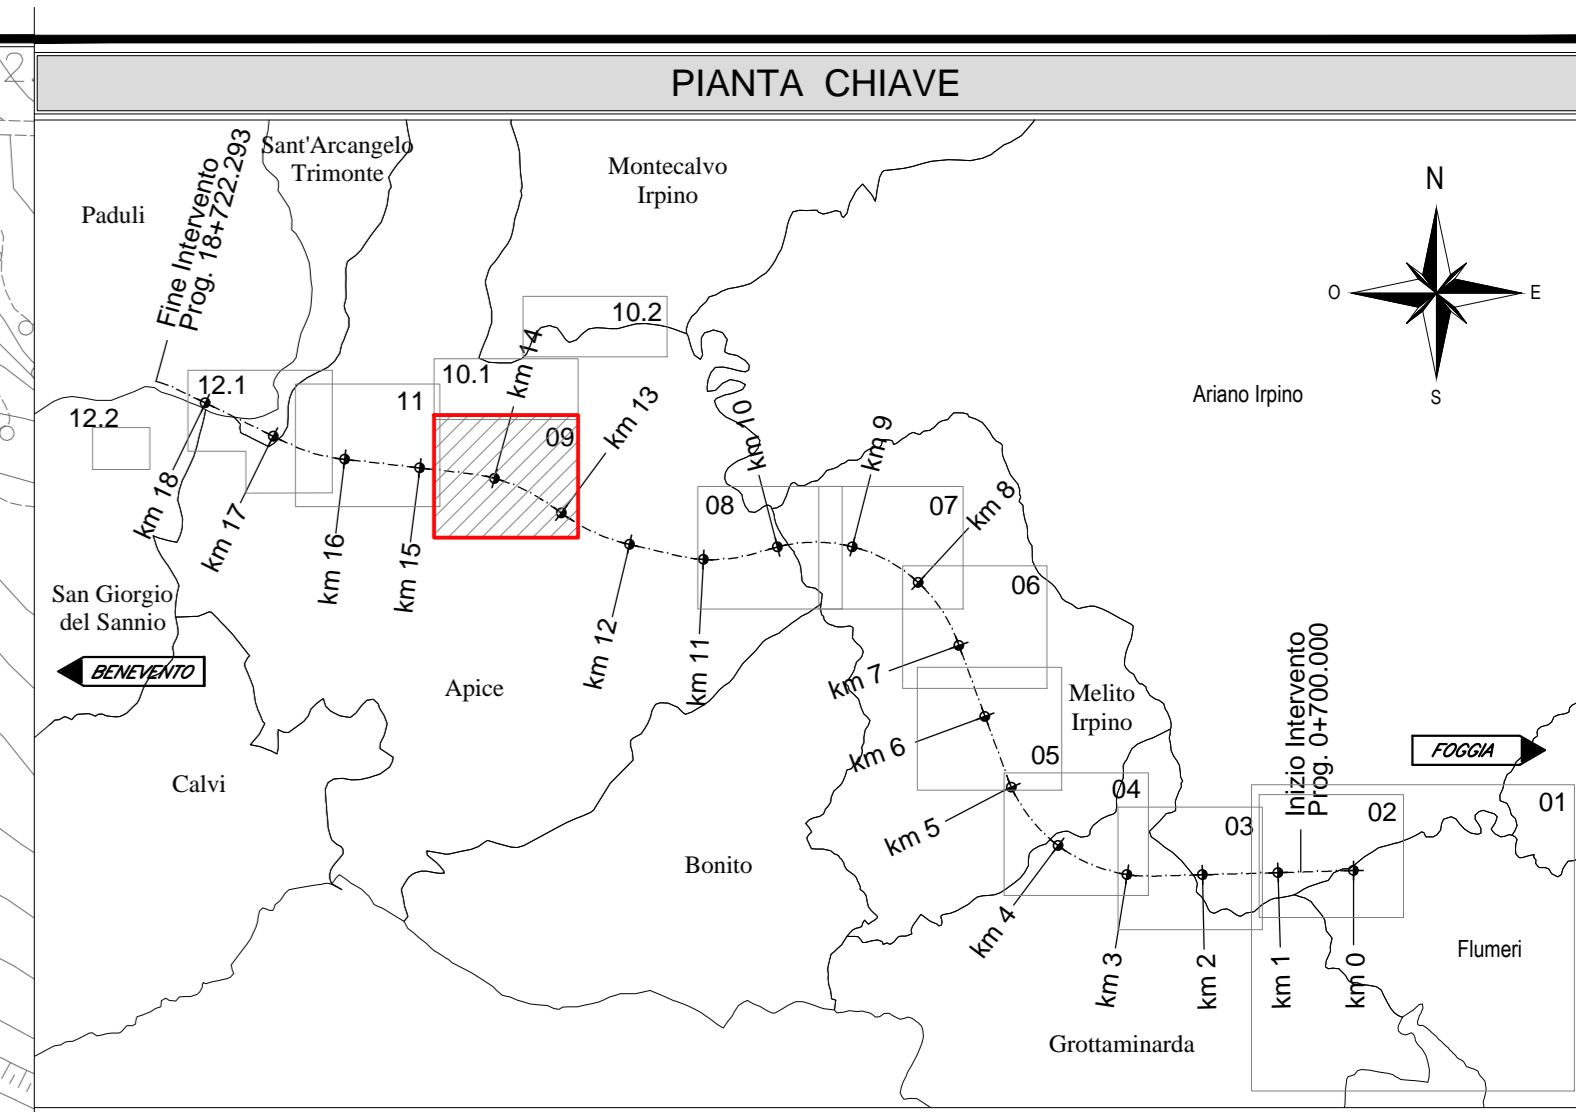 PIANTA CHIAVE
Sant'Arcangelo
Trimonte
Montecalvo
Irpino
Paduli
Fine Intervento
Prog. 18+722.293
N
O
E
S
10.2
10.1
12.1
12.2
11
09
km 14
km 13
km 10
km 9
Ariano Irpino
km 18
km 17
km 16
km 15
08
07
km 8
06
km 12
km 11
km 7
San Giorgio
del Sannio
BENEVENTO
Apice
Melito
Irpino
km 6
05
Inizio Intervento
Prog. 0+700.000
FOGGIA
Calvi
04
03
02
01
km 5
Bonito
km 4
km 3
km 2
km 1
km 0
Flumeri
Grottaminarda